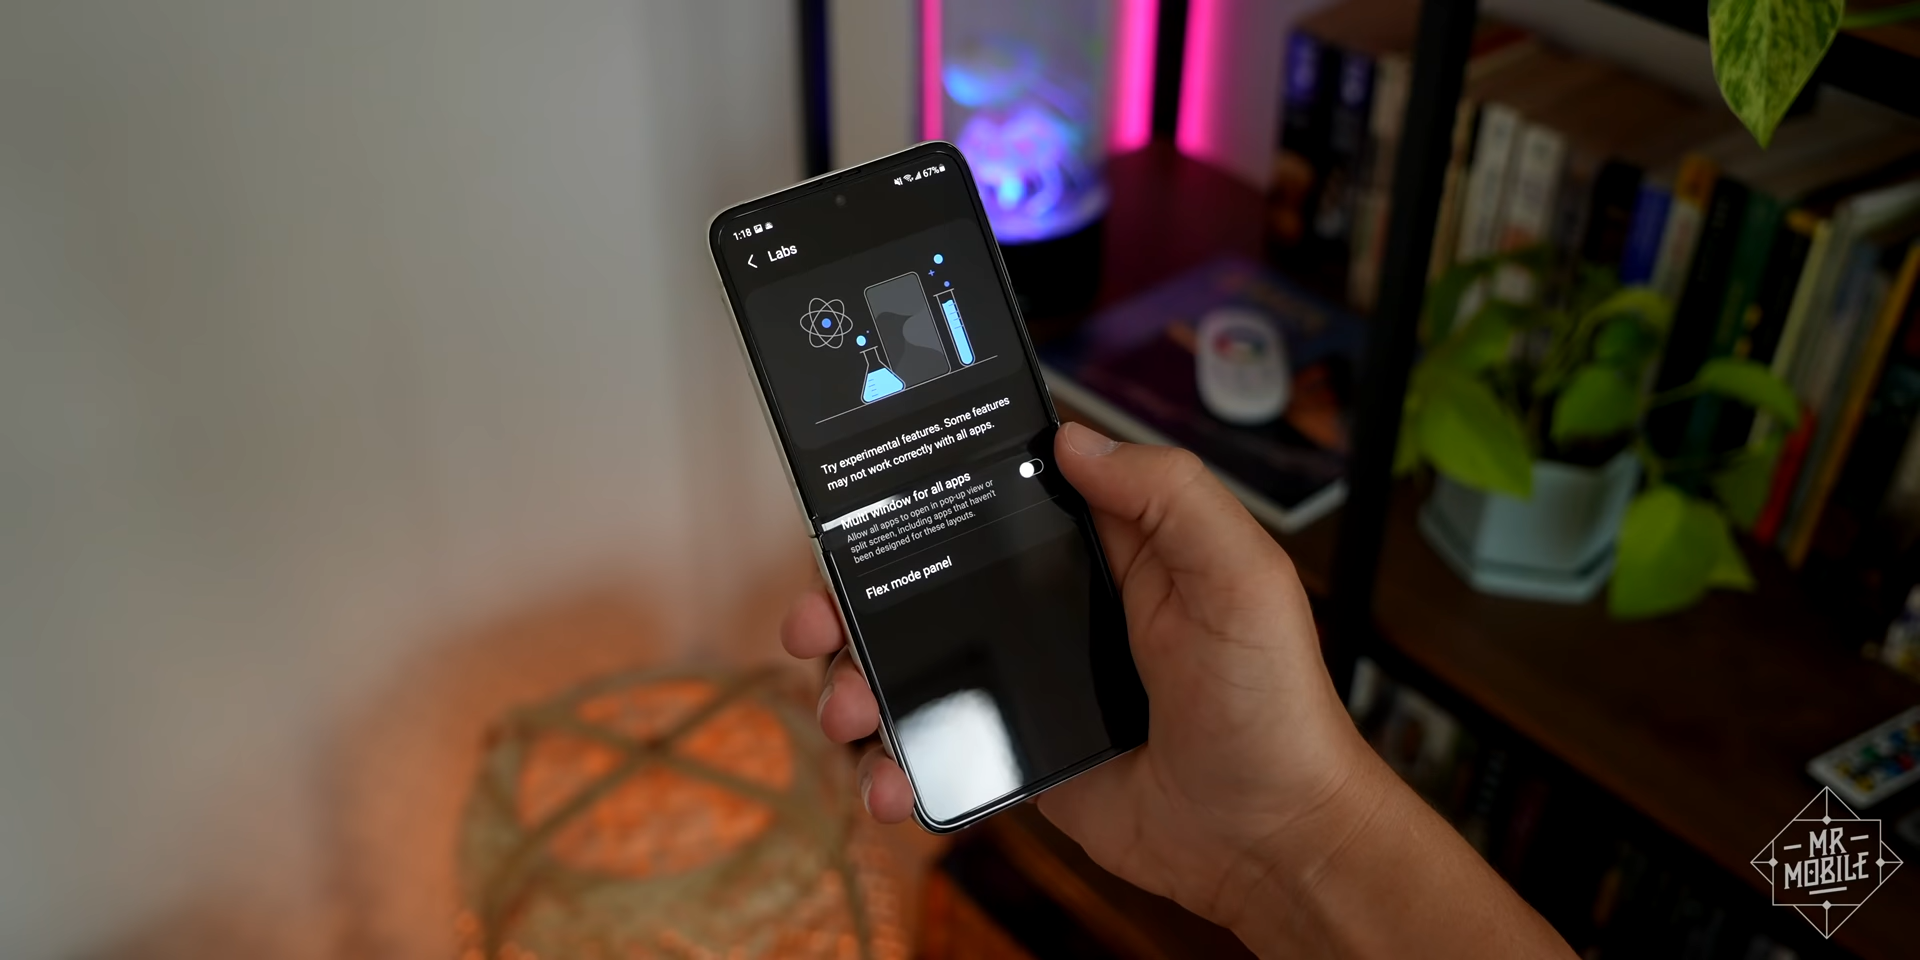 1:18
67%
Labs
Try experimental features. Some features
may not work correctly with all apps.
Multi window for all apps
Allow all apps to open in pop-up view or
split screen, including apps that haven't
been designed for these layouts.
Flex mode panel
MR
MOBILE